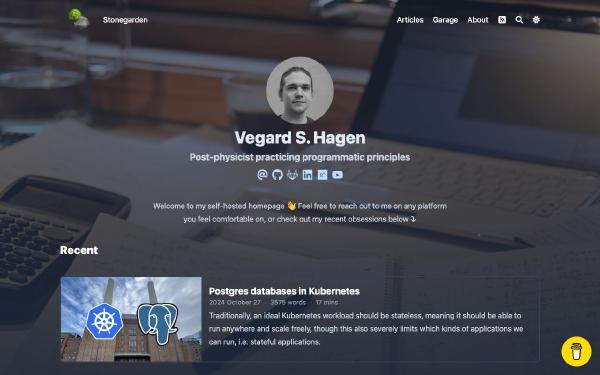 Stonegarden
Articles Garage About
Vegard S. Hagen
Post-physicist practicing programmatic principles
Welcome to my self-hosted homepage 👋 Feel free to reach out to me on any platform
you feel comfortable on, or check out my recent obsessions below ⤵
Recent
Postgres databases in Kubernetes
2024 October 27 · 3575 words · 17 mins
Traditionally, an ideal Kubernetes workload should be stateless, meaning it should be able to
run anywhere and scale freely, though this also severely limits which kinds of applications we
can run, i.e. stateful applications.